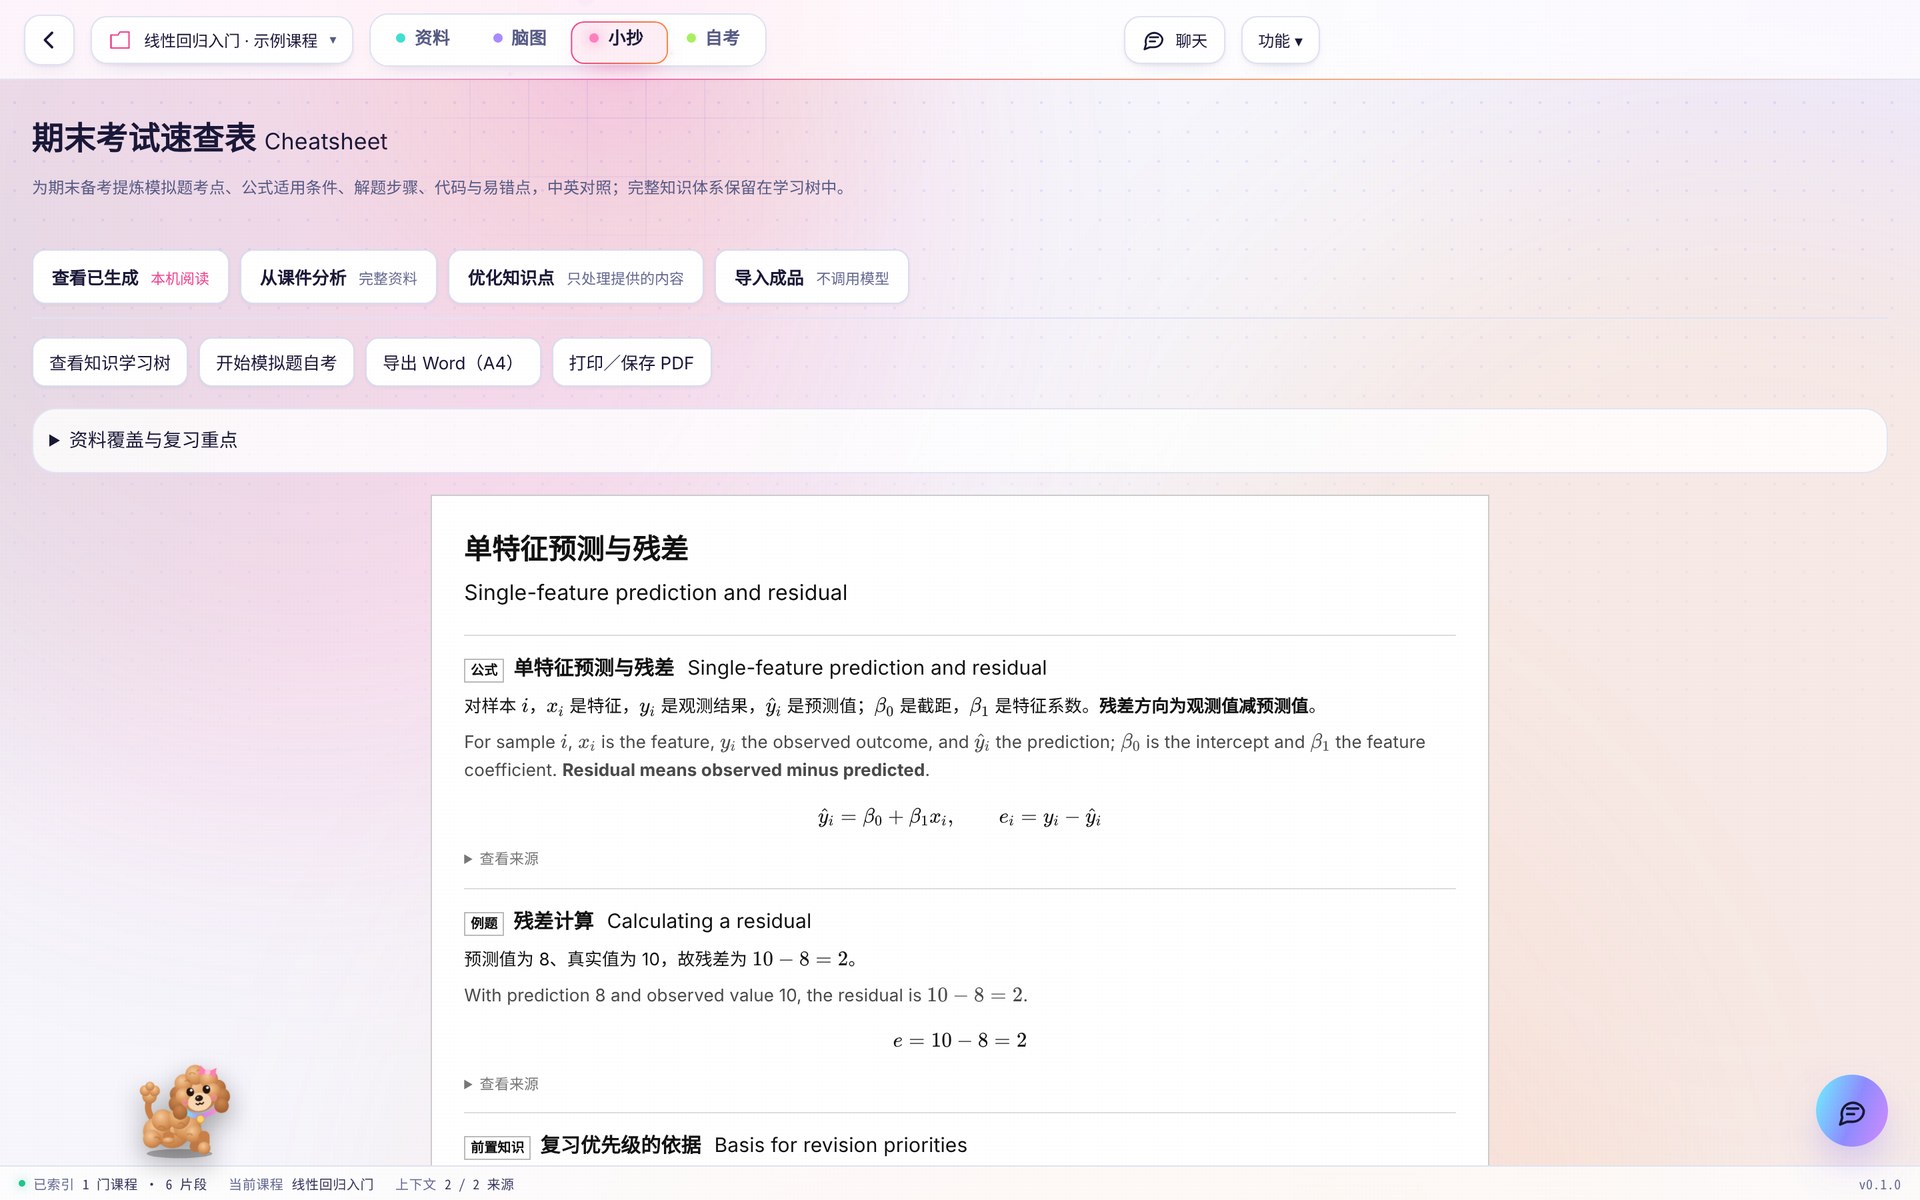 线性回归入门 · 示例课程 ▾
资料
脑图
小抄
自考
聊天
功能 ▾
期末考试速查表 Cheatsheet
为期末备考提炼模拟题考点、公式适用条件、解题步骤、代码与易错点，中英对照；完整知识体系保留在学习树中。
查看已生成 本机阅读
从课件分析 完整资料
优化知识点 只处理提供的内容
导入成品 不调用模型
查看知识学习树
开始模拟题自考
导出 Word（A4）
打印／保存 PDF
▶ 资料覆盖与复习重点
单特征预测与残差
Single-feature prediction and residual
公式 单特征预测与残差 Single-feature prediction and residual
对样本 i，x_i 是特征，y_i 是观测结果，ŷ_i 是预测值；β_0 是截距，β_1 是特征系数。残差方向为观测值减预测值。
For sample i, x_i is the feature, y_i the observed outcome, and ŷ_i the prediction; β_0 is the intercept and β_1 the feature
coefficient. Residual means observed minus predicted.
ŷ_i = β_0 + β_1x_i, e_i = y_i − ŷ_i
▶ 查看来源
例题 残差计算 Calculating a residual
预测值为 8、真实值为 10，故残差为 10 − 8 = 2。
With prediction 8 and observed value 10, the residual is 10 − 8 = 2.
e = 10 − 8 = 2
▶ 查看来源
前置知识 复习优先级的依据 Basis for revision priorities
已索引 1 门课程 · 6 片段 当前课程 线性回归入门 上下文 2 / 2 来源
v0.1.0